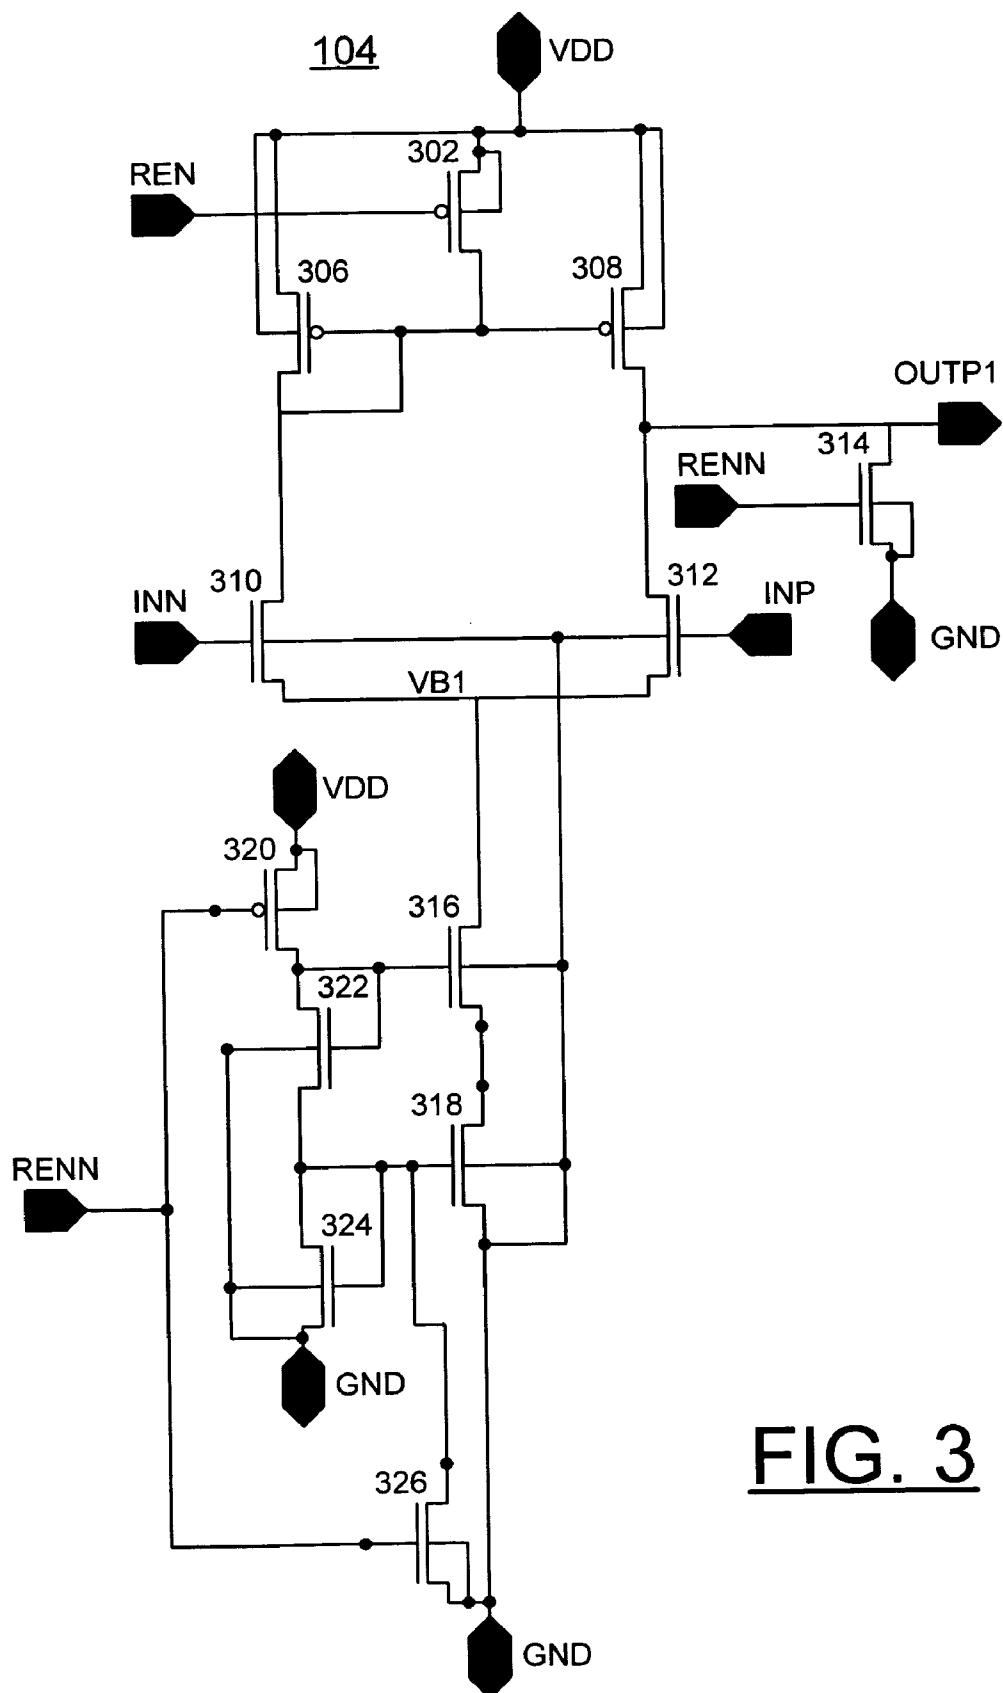 104
VDD
302
REN
306
308
OUTP1
314
RENN
310
312
INN
INP
GND
VB1
VDD
320
316
322
318
RENN
324
GND
FIG. 3
326
GND